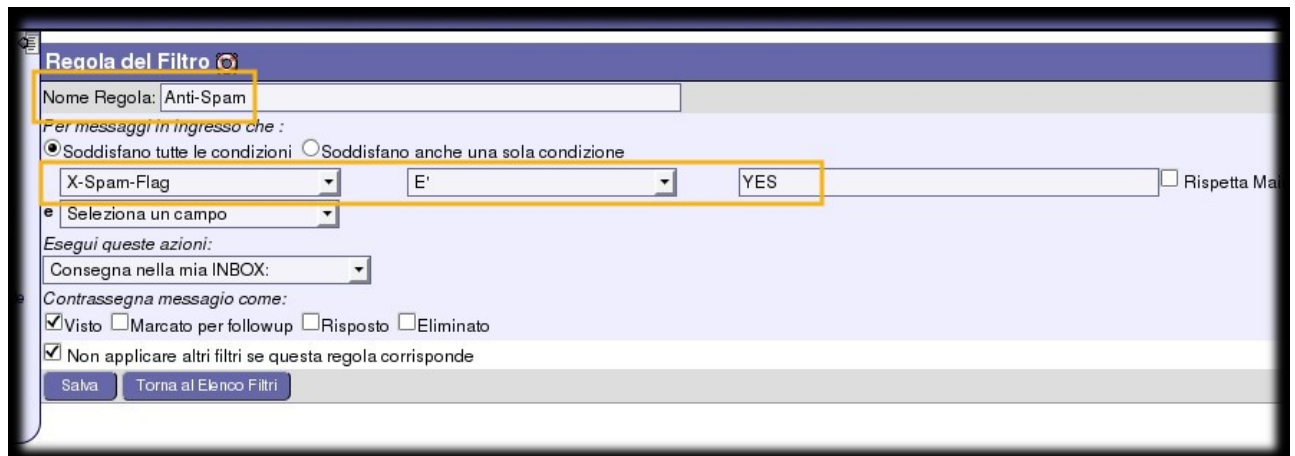 Regola del Filtro
Nome Regola: Anti-Spam
Per messaggi in ingresso che :
Soddisfano tutte le condizioni Soddisfano anche una sola condizione
X-Spam-Flag E' YES Rispetta Mai
e Seleziona un campo
Esegui queste azioni:
Consegna nella mia INBOX:
Contrassegna messagio come:
Visto Marcato per followup Risposto Eliminato
Non applicare altri filtri se questa regola corrisponde
Salva Torna al Elenco Filtri